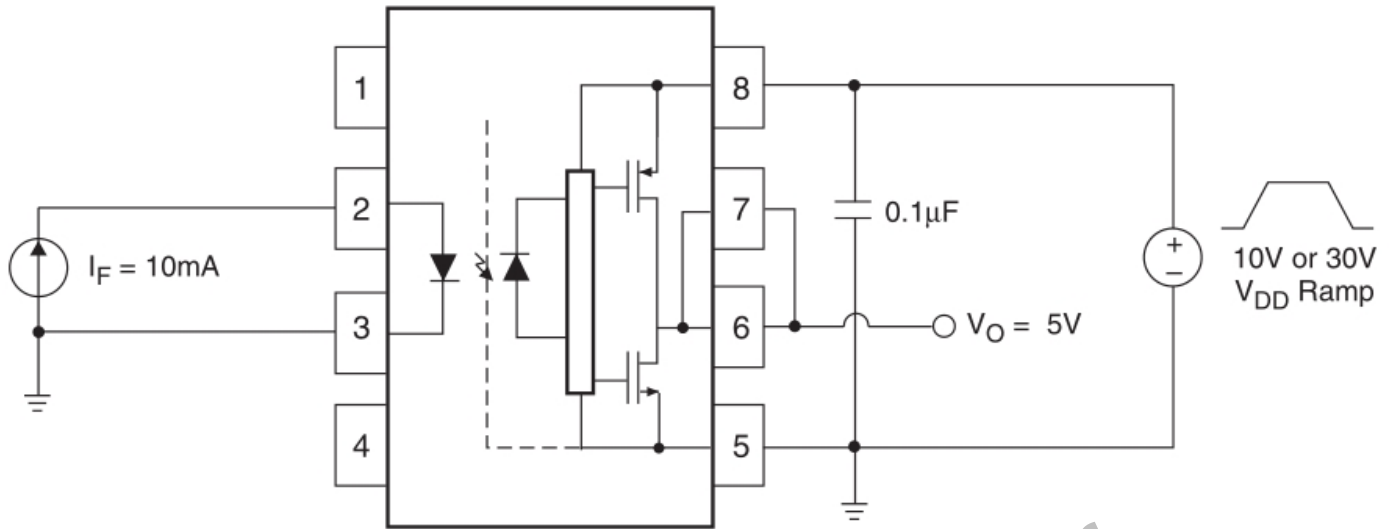 1
2
3
4
8
7
6
5
I_F = 10mA
0.1μF
V_O = 5V
+
–
10V or 30V
V_DD Ramp